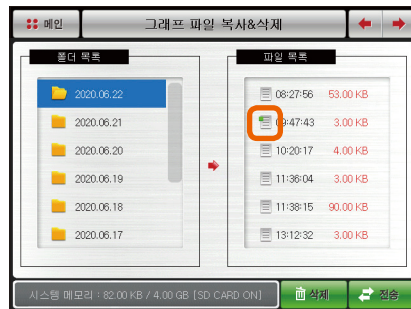 메인
그래프 파일 복사&삭제
폴더 목록
2020.06.22
2020.06.21
2020.06.20
2020.06.19
2020.06.18
2020.06.17
파일 목록
08:27:56 53.00 KB
09:47:43 3.00 KB
10:20:17 4.00 KB
11:36:04 3.00 KB
11:38:15 90.00 KB
13:12:32 3.00 KB
시스템 메모리 : 82.00 KB / 4.00 GB [SD CARD ON]
삭제
전송